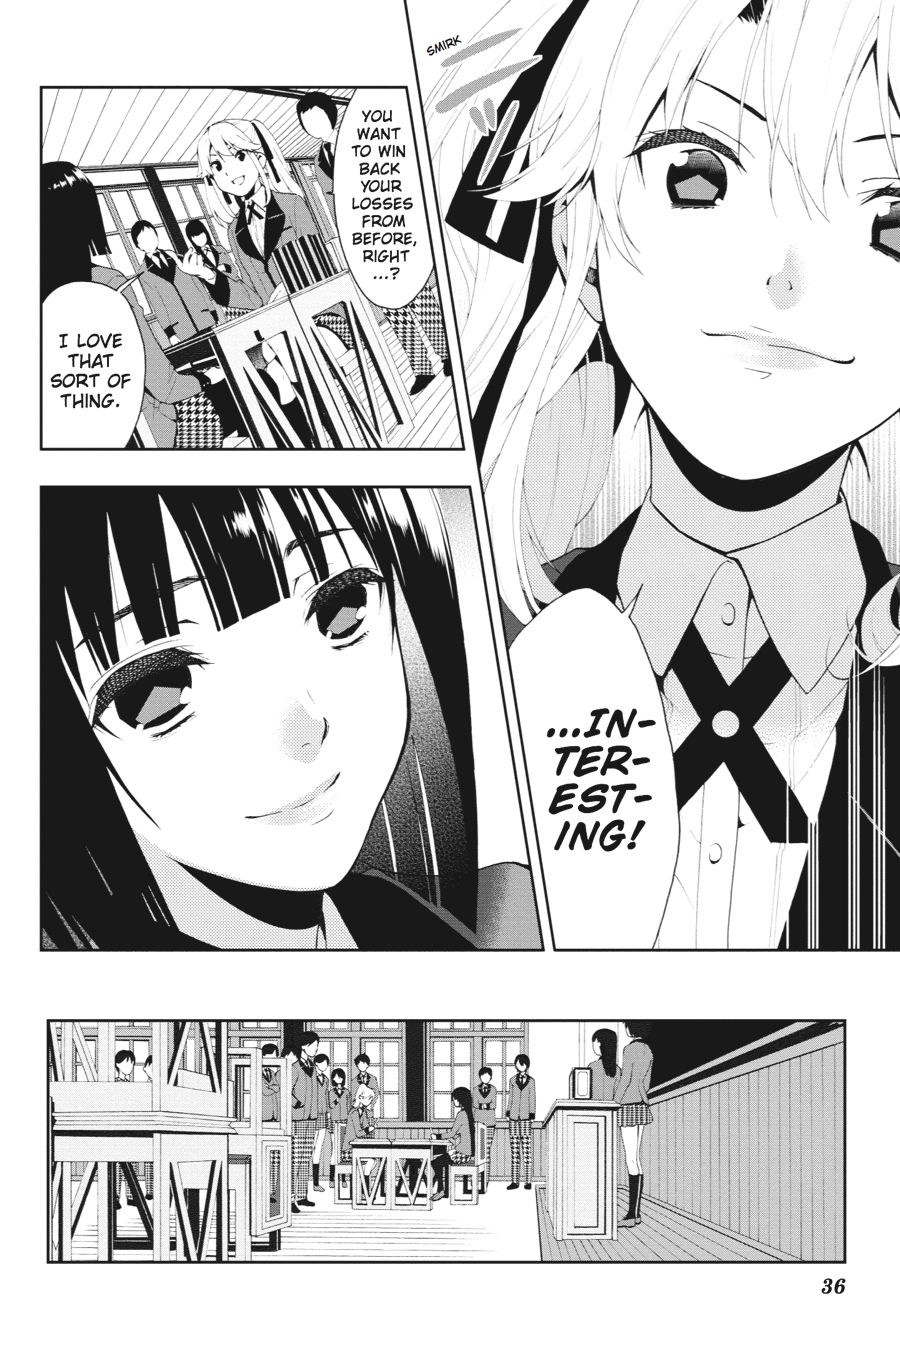 SMIRK
...IN-
TER-
EST-
ING!
YOU
WANT
TO WIN
BACK
YOUR
LOSSES
FROM
BEFORE,
RIGHT
...?
I LOVE
THAT
SORT OF
THING.
36